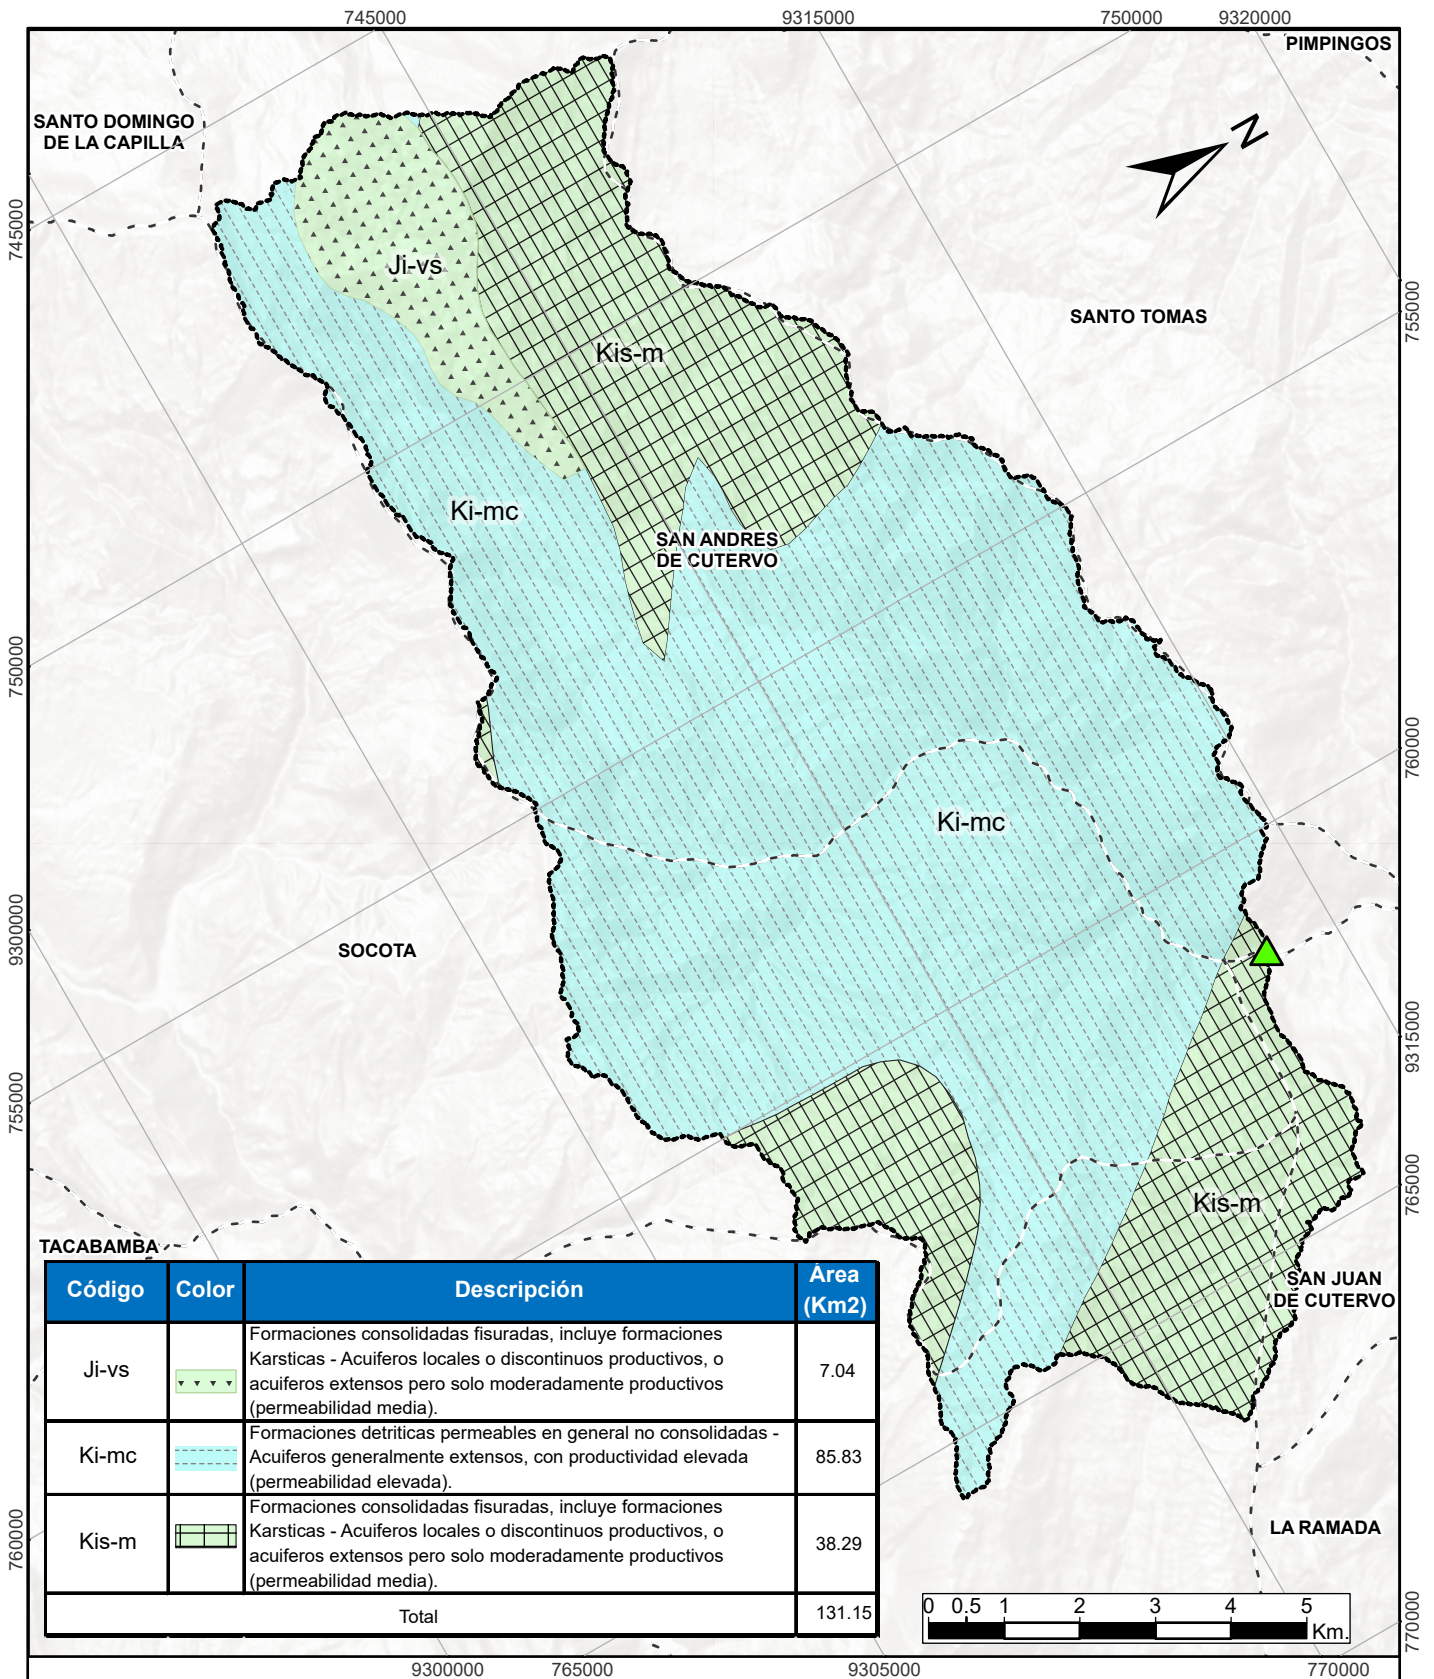 745000
9315000
750000
9320000
PIMPINGOS
SANTO DOMINGO
DE LA CAPILLA
N
745000
Ji-vs
755000
SANTO TOMAS
Kis-m
Ki-mc
SAN ANDRES
DE CUTERVO
750000
760000
Ki-mc
9300000
SOCOTA
9315000
755000
765000
Kis-m
TACABAMBA
SAN JUAN
DE CUTERVO
Código
Color
Descripción
Área
(Km2)
Ji-vs
Formaciones consolidadas fisuradas, incluye formaciones
Karsticas - Acuiferos locales o discontinuos productivos, o
acuiferos extensos pero solo moderadamente productivos
(permeabilidad media).
7.04
Ki-mc
Formaciones detriticas permeables en general no consolidadas -
Acuiferos generalmente extensos, con productividad elevada
(permeabilidad elevada).
85.83
Kis-m
Formaciones consolidadas fisuradas, incluye formaciones
Karsticas - Acuiferos locales o discontinuos productivos, o
acuiferos extensos pero solo moderadamente productivos
(permeabilidad media).
38.29
Total
131.15
760000
LA RAMADA
0 0.5 1 2 3 4 5
Km.
770000
9300000
765000
9305000
770000